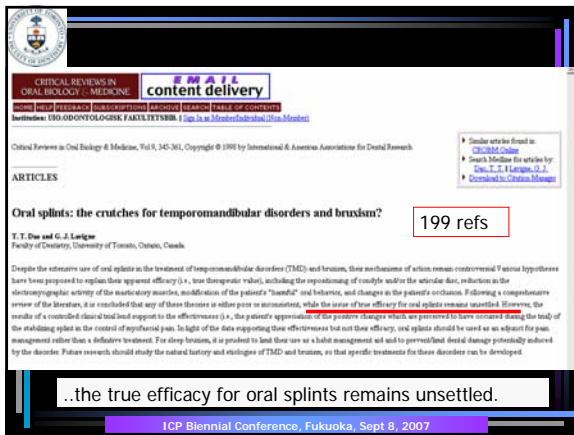 UNIVERSITY OF TORONTO
FACULTY OF DENTISTRY
CRITICAL REVIEWS IN
ORAL BIOLOGY & MEDICINE
EMAIL
content delivery
HOME HELP FEEDBACK SUBSCRIPTIONS ARCHIVE SEARCH TABLE OF CONTENTS
Institution: UIO.ODONTOLOGISK FAKULTETSBIB. | Sign In as Member/Individual (Non-Member)
Critical Reviews in Oral Biology & Medicine, Vol 9, 345-361, Copyright © 1998 by International & American Associations for Dental Research
Similar articles found in:
CROBM Online
Search Medline for articles by:
Dao, T. T. || Lavigne, G. J.
Download to Citation Manager
ARTICLES
Oral splints: the crutches for temporomandibular disorders and bruxism?
199 refs
T. T. Dao and G. J. Lavigne
Faculty of Dentistry, University of Toronto, Ontario, Canada.
Despite the extensive use of oral splints in the treatment of temporomandibular disorders (TMD) and bruxism, their mechanisms of action remain controversial Various hypotheses
have been proposed to explain their apparent efficacy (i.e., true therapeutic value), including the repositioning of condyle and/or the articular disc, reduction in the
electromyographic activity of the masticatory muscles, modification of the patient's "harmful" oral behavior, and changes in the patient's occlusion. Following a comprehensive
review of the literature, it is concluded that any of these theories is either poor or inconsistent, while the issue of true efficacy for oral splints remains unsettled. However, the
results of a controlled clinical trial lend support to the effectiveness (i.e., the patient's appreciation of the positive changes which are perceived to have occurred during the trial) of
the stabilizing splint in the control of myofascial pain. In light of the data supporting their effectiveness but not their efficacy, oral splints should be used as an adjunct for pain
management rather than a definitive treatment. For sleep bruxism, it is prudent to limit their use as a habit management aid and to prevent/limit dental damage potentially induced
by the disorder. Future research should study the natural history and etiologies of TMD and bruxism, so that specific treatments for these disorders can be developed.
..the true efficacy for oral splints remains unsettled.
ICP Biennial Conference, Fukuoka, Sept 8, 2007